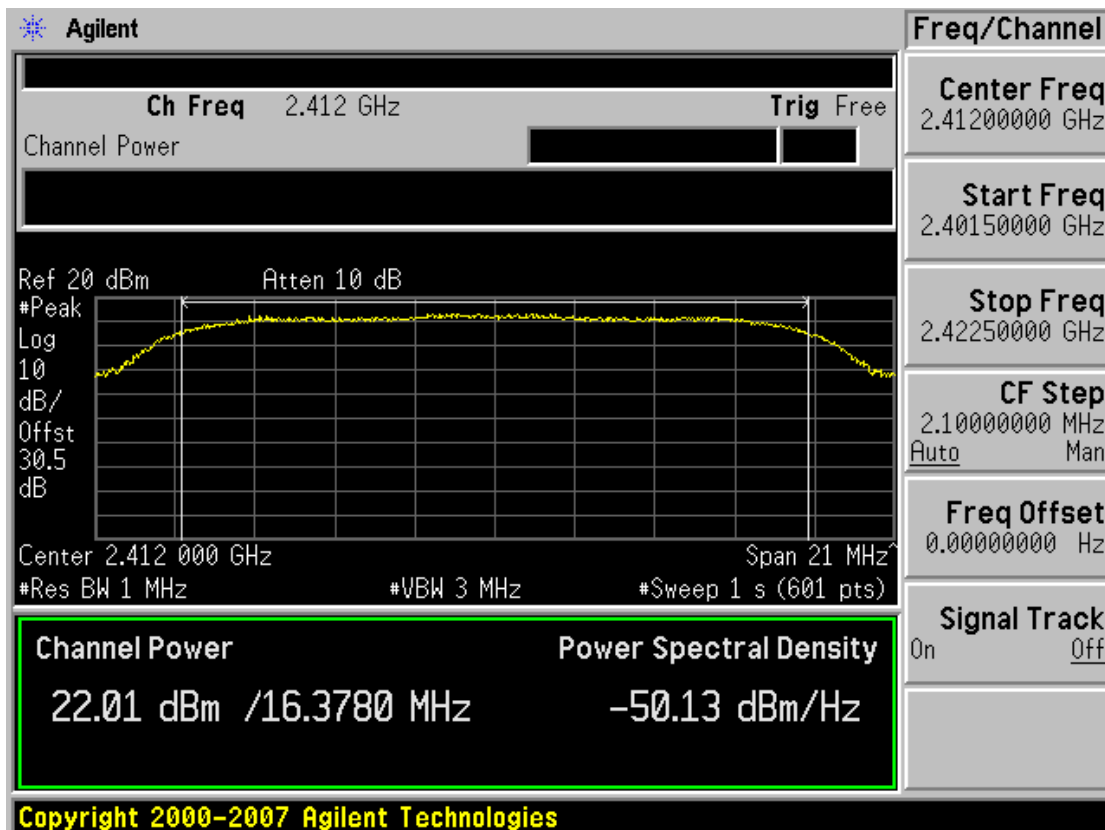 Agilent
Freq/Channel
Ch Freq 2.412 GHz Trig Free
Channel Power
Ref 20 dBm Atten 10 dB
#Peak
Log
10
dB/
Offst
30.5
dB
Center 2.412 000 GHz Span 21 MHz^
#Res BW 1 MHz #VBW 3 MHz #Sweep 1 s (601 pts)
Channel Power Power Spectral Density
22.01 dBm /16.3780 MHz -50.13 dBm/Hz
Copyright 2000-2007 Agilent Technologies
Center Freq
2.41200000 GHz
Start Freq
2.40150000 GHz
Stop Freq
2.42250000 GHz
CF Step
2.10000000 MHz
Auto Man
Freq Offset
0.00000000 Hz
Signal Track
On Off